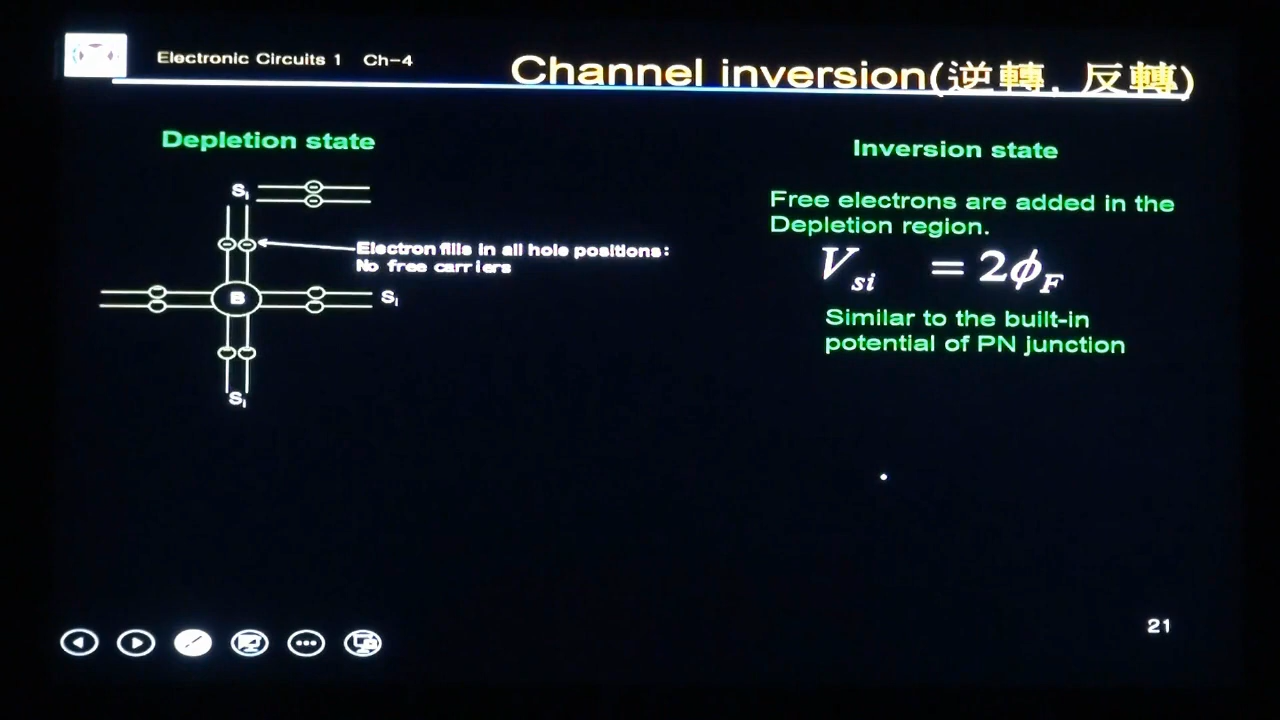 Electronic Circuits 1 Ch-4
Channel inversion(逆轉, 反轉)
Depletion state
Si
Electron fills in all hole positions:
No free carriers
B
Si
Si
Inversion state
Free electrons are added in the
Depletion region.
V si = 2ϕF
Similar to the built-in
potential of PN junction
21